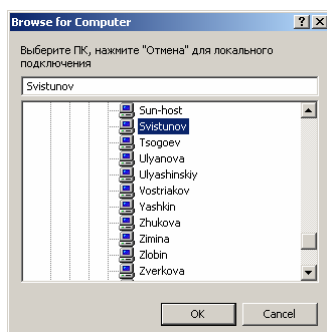 Browse for Computer
Выберите ПК, нажмите "Отмена" для локального
подключения
Svistunov
Sun-host
Svistunov
Tsogoev
Ulyanova
Ulyashinskiy
Vostriakov
Yashkin
Zhukova
Zimina
Zlobin
Zverkova
OK
Cancel